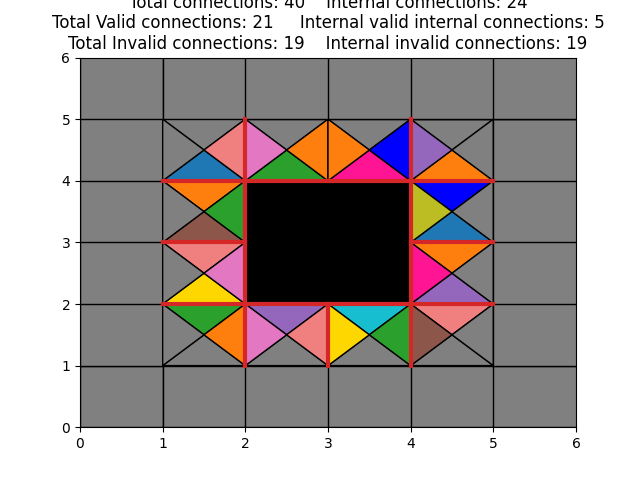 Total connections: 40    Internal connections: 24
Total Valid connections: 21    Internal valid internal connections: 5
Total Invalid connections: 19    Internal invalid connections: 19
6
5
4
3
2
1
0
0 1 2 3 4 5 6